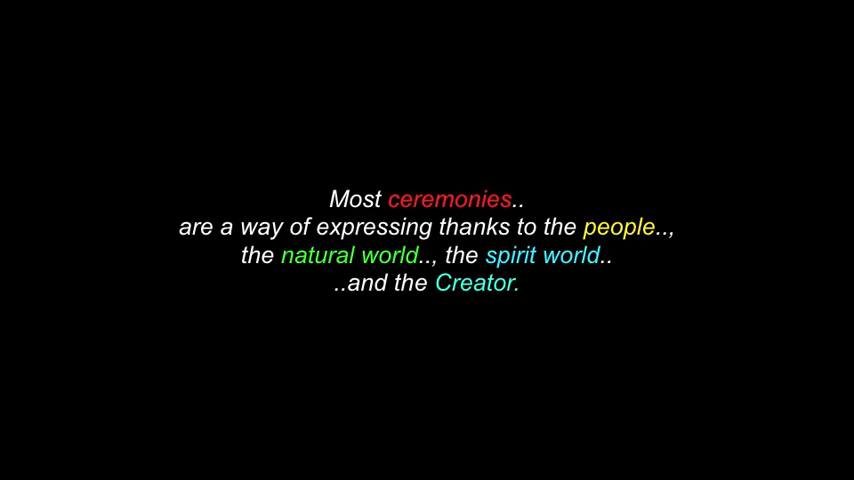 Most ceremonies..
are a way of expressing thanks to the people..,
the natural world.., the spirit world..
..and the Creator.